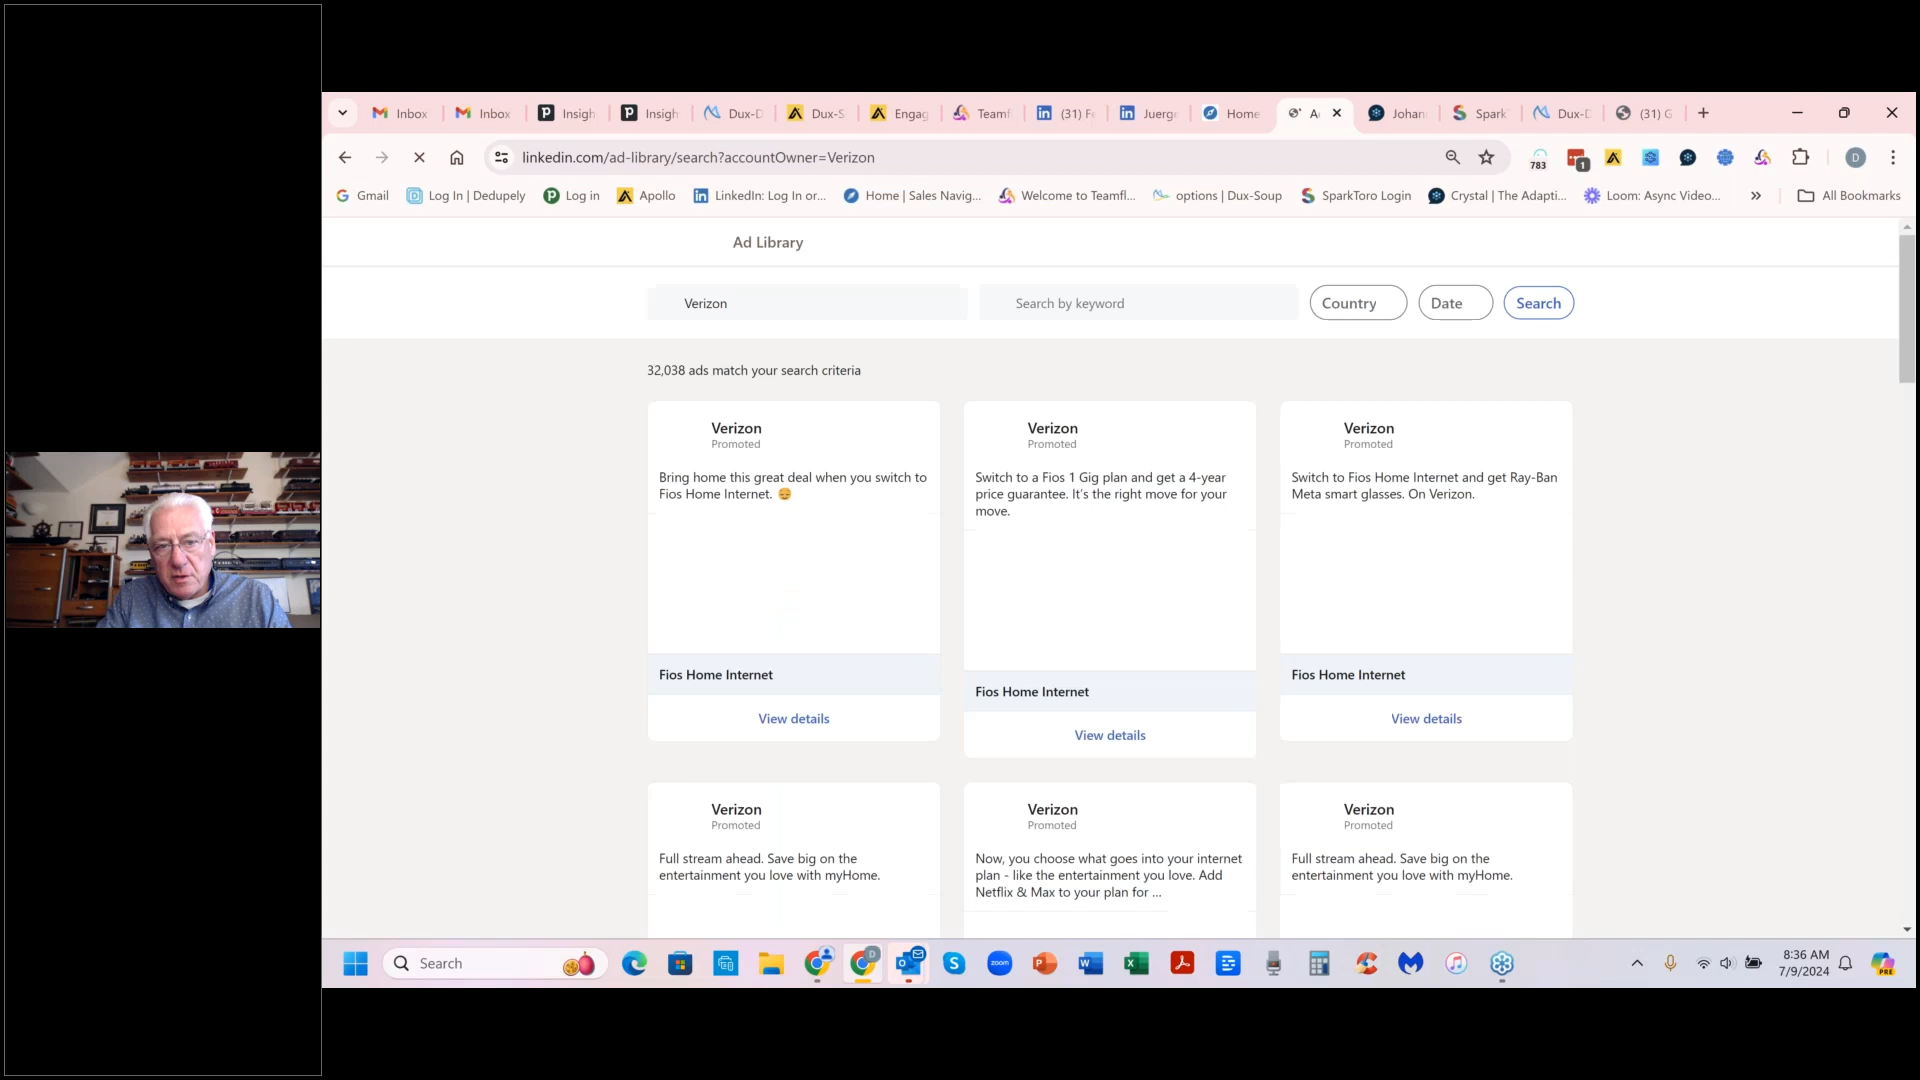 Inbox
Inbox
Insigh
Insigh
Dux-D
Dux-S
Engag
Teamf
(31) F
Juerg
Home
A
Johan
Spark
Dux-D
(31) G
linkedin.com/ad-library/search?accountOwner=Verizon
783
1
D
Gmail
Log In | Dedupely
Log in
Apollo
LinkedIn: Log In or...
Home | Sales Navig...
Welcome to Teamfl...
options | Dux-Soup
SparkToro Login
Crystal | The Adapti...
Loom: Async Video...
All Bookmarks
Ad Library
Verizon
Search by keyword
Country
Date
Search
32,038 ads match your search criteria
Verizon
Promoted
Bring home this great deal when you switch to
Fios Home Internet. 😊
Fios Home Internet
View details
Verizon
Promoted
Switch to a Fios 1 Gig plan and get a 4-year
price guarantee. It's the right move for your
move.
Fios Home Internet
View details
Verizon
Promoted
Switch to Fios Home Internet and get Ray-Ban
Meta smart glasses. On Verizon.
Fios Home Internet
View details
Verizon
Promoted
Full stream ahead. Save big on the
entertainment you love with myHome.
Verizon
Promoted
Now, you choose what goes into your internet
plan - like the entertainment you love. Add
Netflix & Max to your plan for ...
Verizon
Promoted
Full stream ahead. Save big on the
entertainment you love with myHome.
Search
zoom
8:36 AM
7/9/2024
PRE